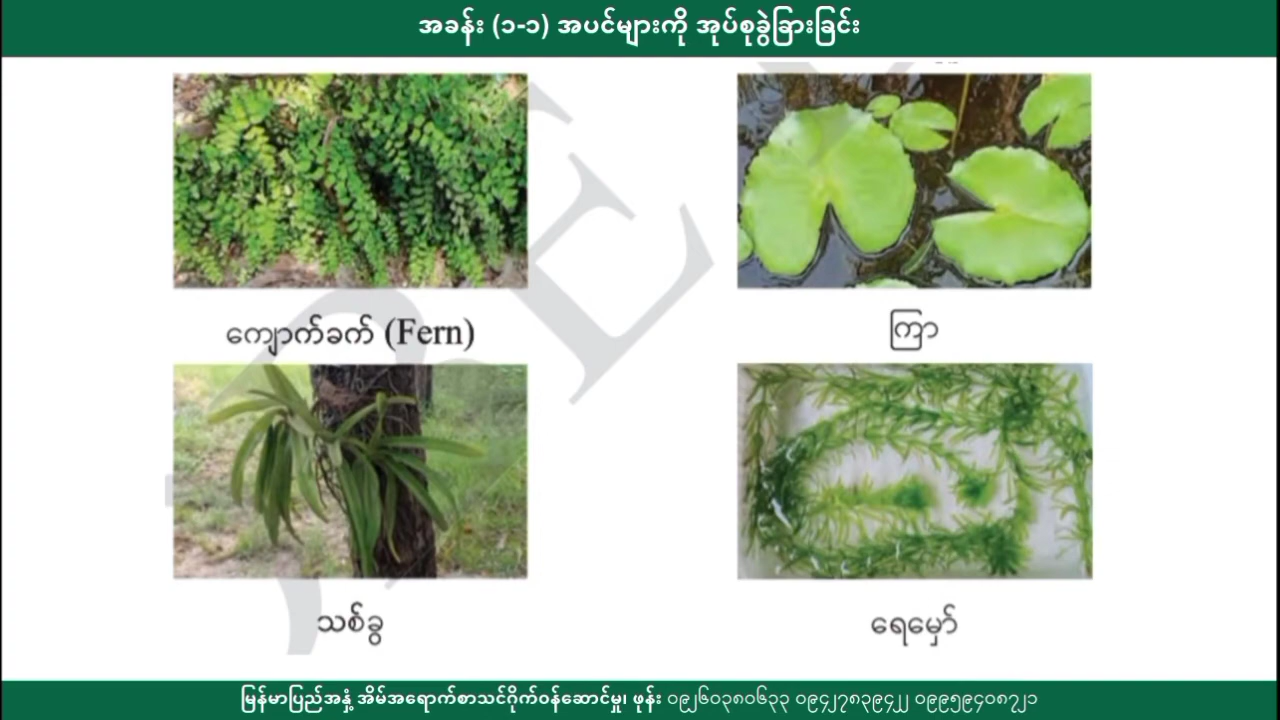 အခန်း (၁-၁) အပင်များကို အုပ်စုခွဲခြားခြင်း
ကျောက်ခက် (Fern)
ကြာ
သစ်ခွ
ရေမှော်
မြန်မာပြည်အနှံ့ အိမ်အရောက်စာသင်ဝိုက်ဝန်ဆောင်မှု၊ ဖုန်း ၀၉၂၆၀၃၈၀၆၃၃ ၀၉၄၂၇၈၃၉၄၂၂ ၀၉၉၅၉၄၀၈၇၂၁